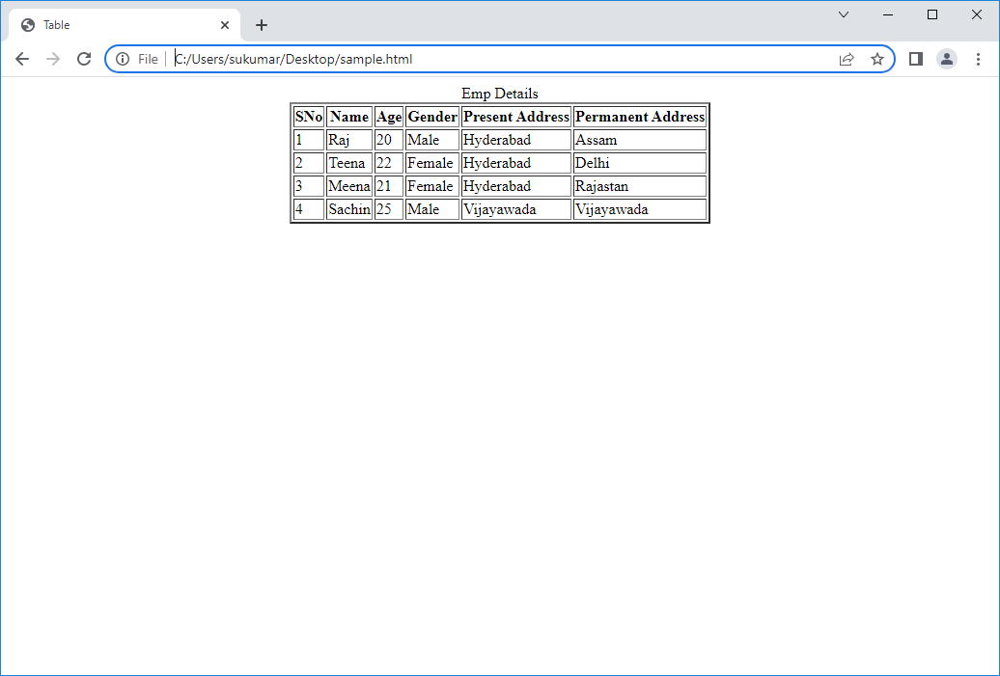 Table
File C:/Users/sukumar/Desktop/sample.html
Emp Details
SNo Name Age Gender Present Address Permanent Address
1 Raj 20 Male Hyderabad Assam
2 Teena 22 Female Hyderabad Delhi
3 Meena 21 Female Hyderabad Rajastan
4 Sachin 25 Male Vijayawada Vijayawada